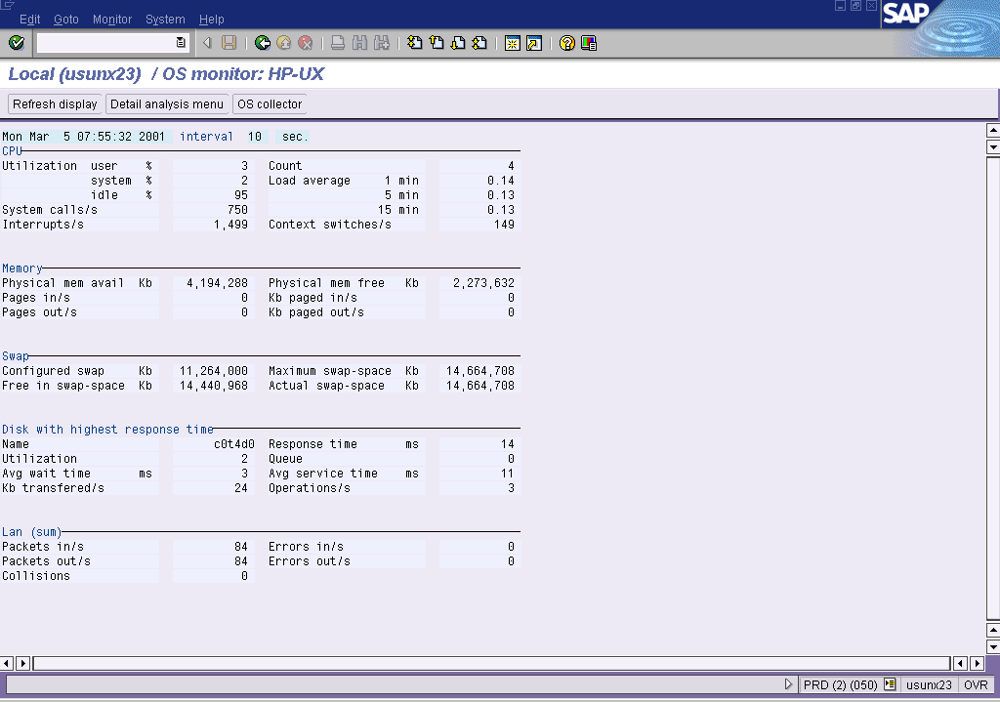 Edit Goto Monitor System Help
SAP
Local (usunx23) / OS monitor: HP-UX
Refresh display Detail analysis menu OS collector
Mon Mar 5 07:55:32 2001 interval 10 sec.
CPU
Utilization user % 3 Count 4
system % 2 Load average 1 min 0.14
idle % 95 5 min 0.13
System calls/s 750 15 min 0.13
Interrupts/s 1,499 Context switches/s 149
Memory
Physical mem avail Kb 4,194,288 Physical mem free Kb 2,273,632
Pages in/s 0 Kb paged in/s 0
Pages out/s 0 Kb paged out/s 0
Swap
Configured swap Kb 11,264,000 Maximum swap-space Kb 14,664,708
Free in swap-space Kb 14,440,968 Actual swap-space Kb 14,664,708
Disk with highest response time
Name c0t4d0 Response time ms 14
Utilization 2 Queue 0
Avg wait time ms 3 Avg service time ms 11
Kb transfered/s 24 Operations/s 3
Lan (sum)
Packets in/s 84 Errors in/s 0
Packets out/s 84 Errors out/s 0
Collisions 0
PRD (2) (050) usunx23 OVR